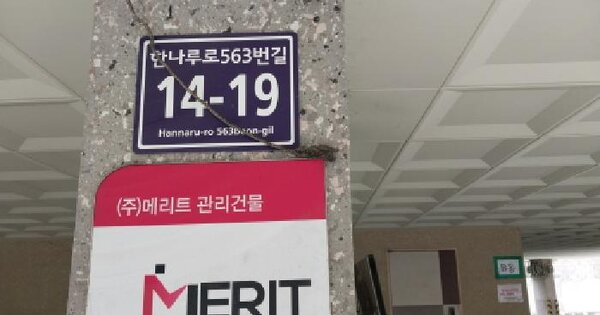 한나루로563번길
14-19
Hannaru-ro 563beon-gil
(주)메리트 관리건물
MERIT